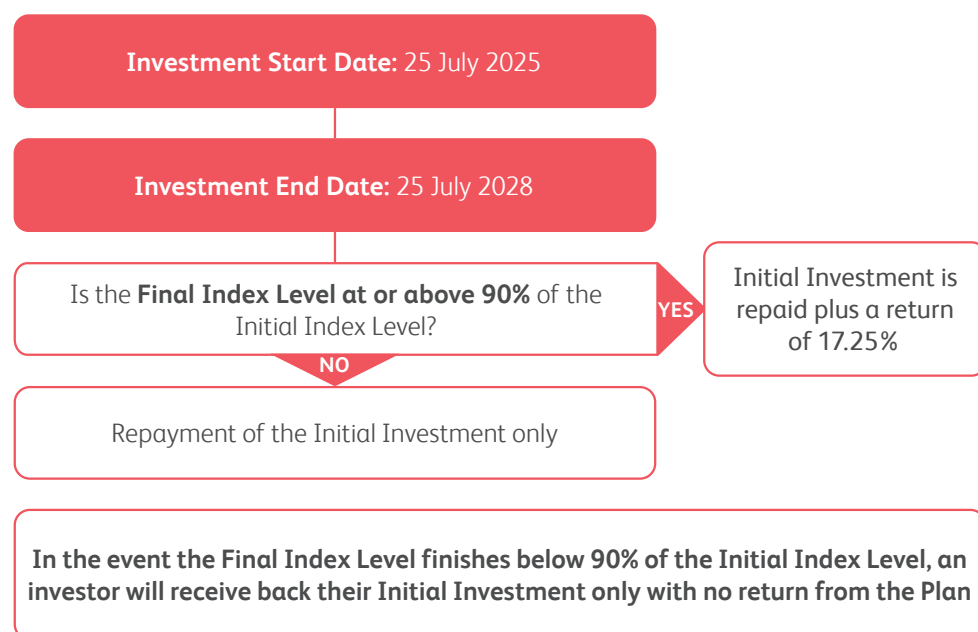 Investment Start Date: 25 July 2025
Investment End Date: 25 July 2028
Is the Final Index Level at or above 90% of the
Initial Index Level?
YES
Initial Investment is
repaid plus a return
of 17.25%
NO
Repayment of the Initial Investment only
In the event the Final Index Level finishes below 90% of the Initial Index Level, an
investor will receive back their Initial Investment only with no return from the Plan